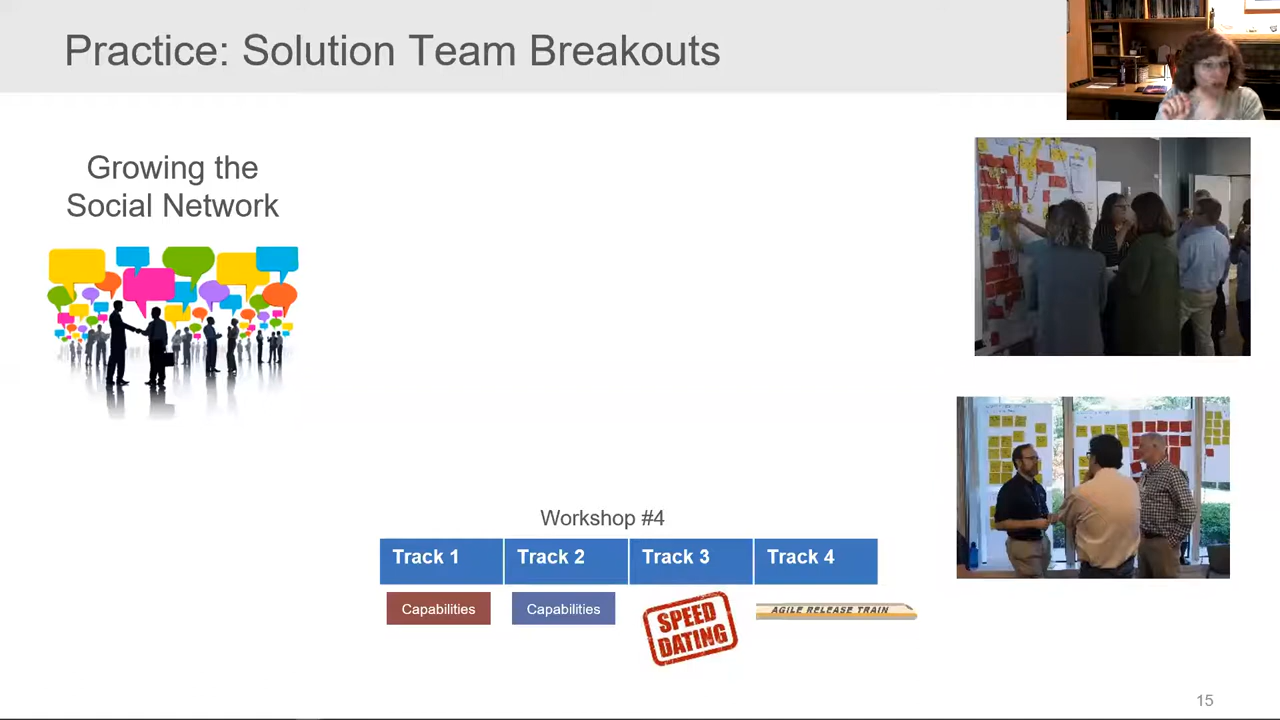 Practice: Solution Team Breakouts
Growing the
Social Network
Workshop #4
Track 1
Track 2
Track 3
Track 4
Capabilities
Capabilities
SPEED
DATING
AGILE RELEASE TRAIN
15